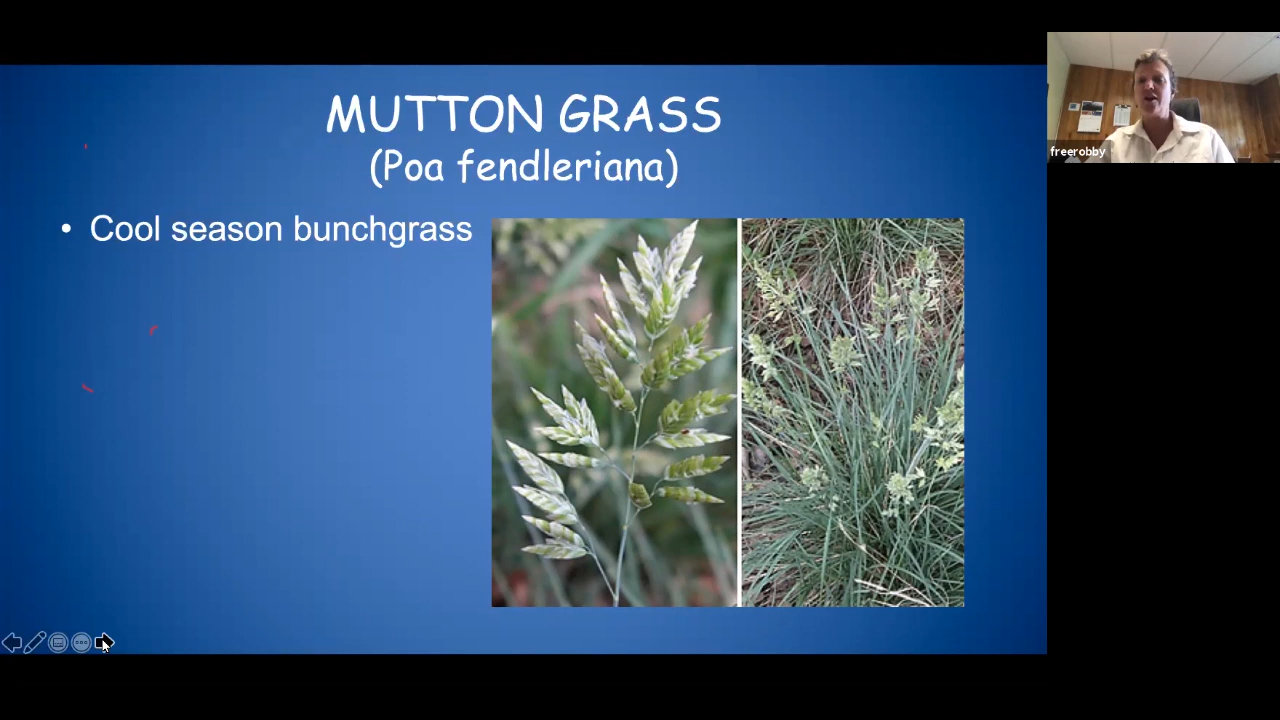 MUTTON GRASS
(Poa fendleriana)
• Cool season bunchgrass
freerobby